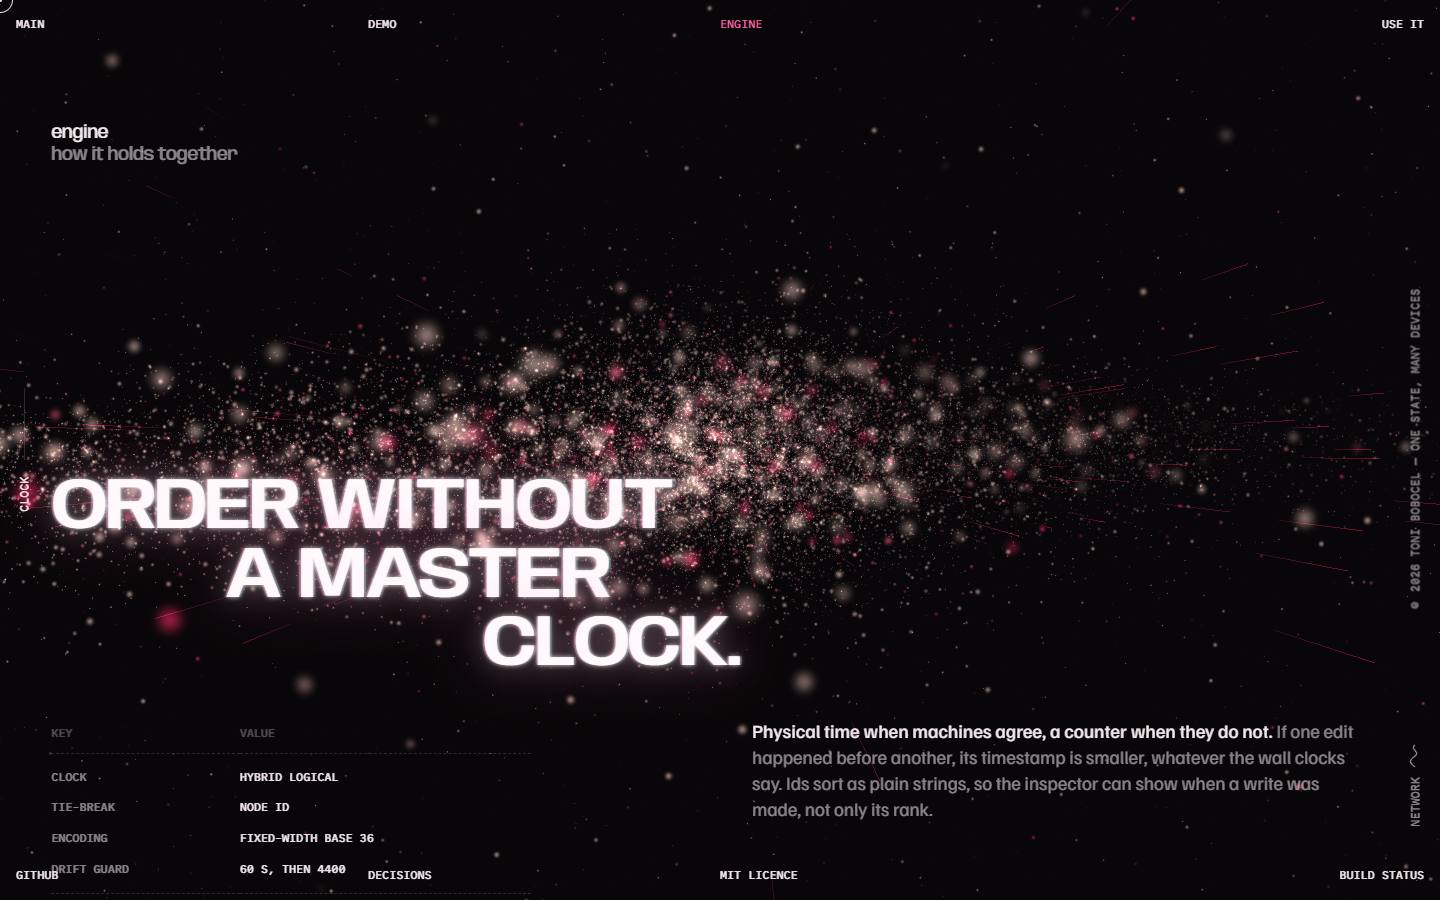 MAIN
DEMO
ENGINE
USE IT
engine
how it holds together
© 2026 TONI BOBOCEL — ONE STATE, MANY DEVICES
CLOCK
ORDER WITHOUT
A MASTER
CLOCK.
KEY VALUE
CLOCK HYBRID LOGICAL
TIE-BREAK NODE ID
ENCODING FIXED-WIDTH BASE 36
DRIFT GUARD 60 S, THEN 4400
Physical time when machines agree, a counter when they do not. If one edit
happened before another, its timestamp is smaller, whatever the wall clocks
say. Ids sort as plain strings, so the inspector can show when a write was
made, not only its rank.
NETWORK
GITHUB
DECISIONS
MIT LICENCE
BUILD STATUS